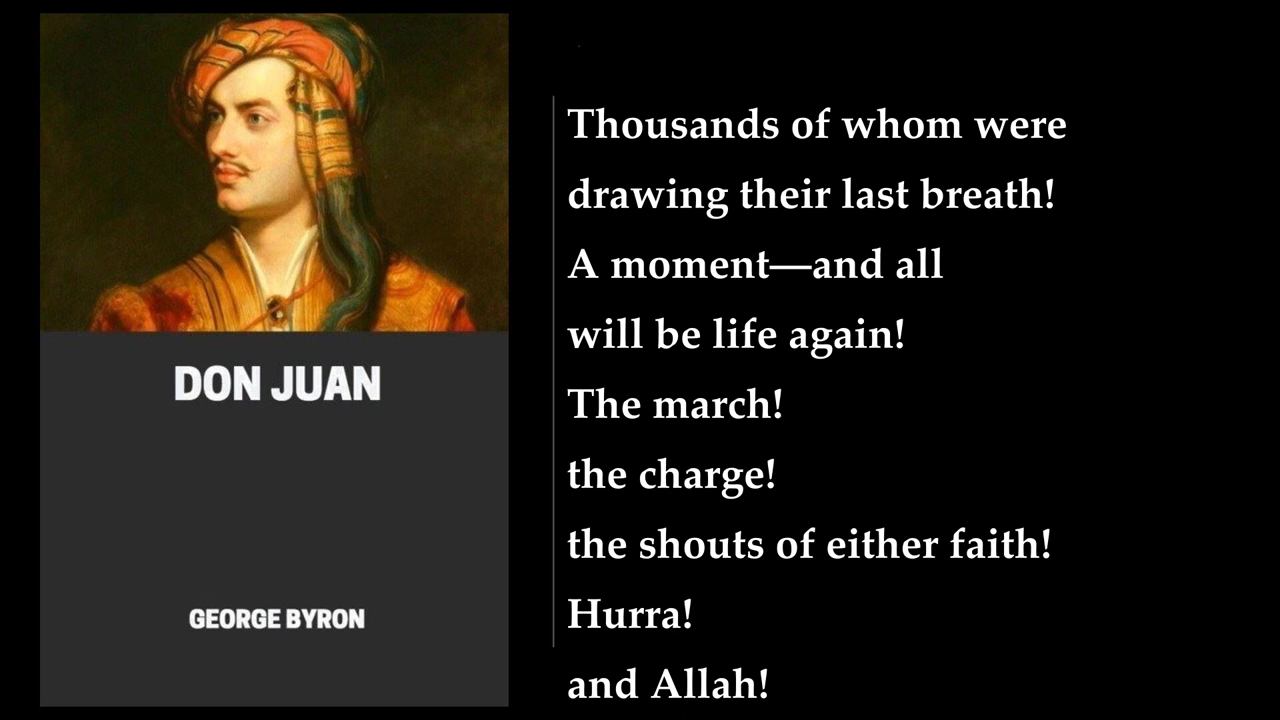 DON JUAN
GEORGE BYRON
Thousands of whom were
drawing their last breath!
A moment—and all
will be life again!
The march!
the charge!
the shouts of either faith!
Hurra!
and Allah!